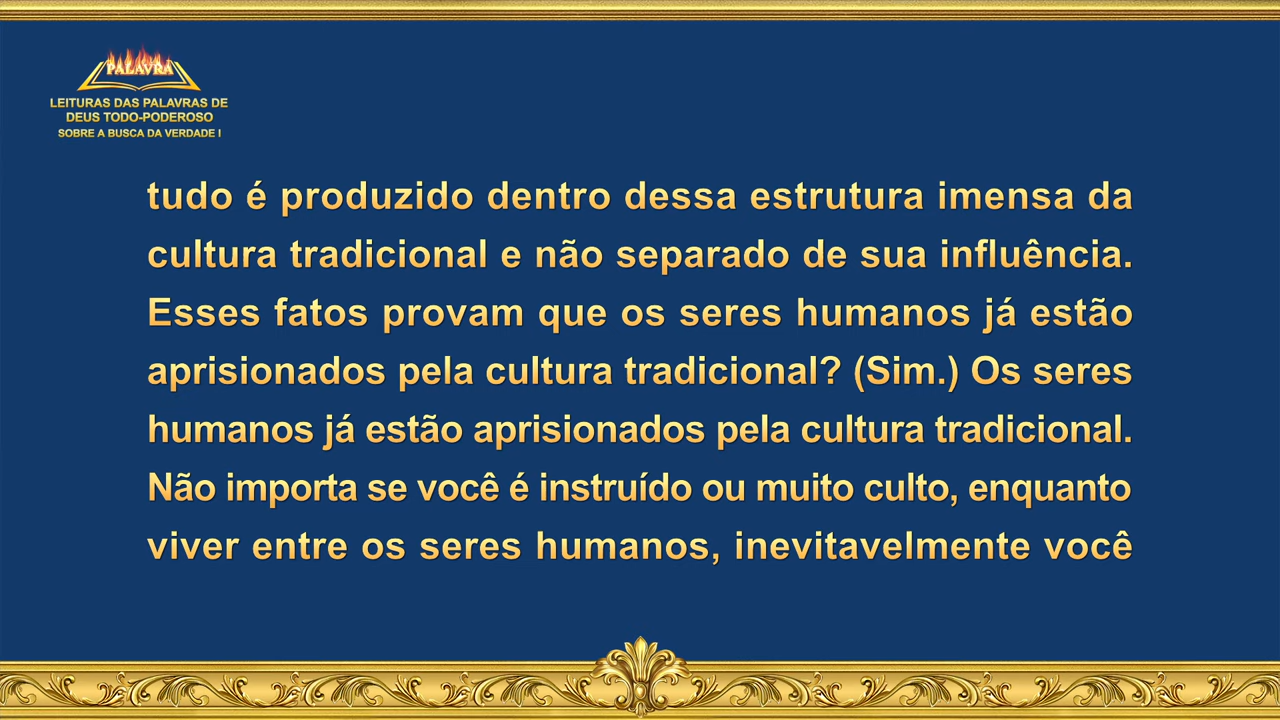 PALAVRA
LEITURAS DAS PALAVRAS DE
DEUS TODO-PODEROSO
SOBRE A BUSCA DA VERDADE I
tudo é produzido dentro dessa estrutura imensa da
cultura tradicional e não separado de sua influência.
Esses fatos provam que os seres humanos já estão
aprisionados pela cultura tradicional? (Sim.) Os seres
humanos já estão aprisionados pela cultura tradicional.
Não importa se você é instruído ou muito culto, enquanto
viver entre os seres humanos, inevitavelmente você